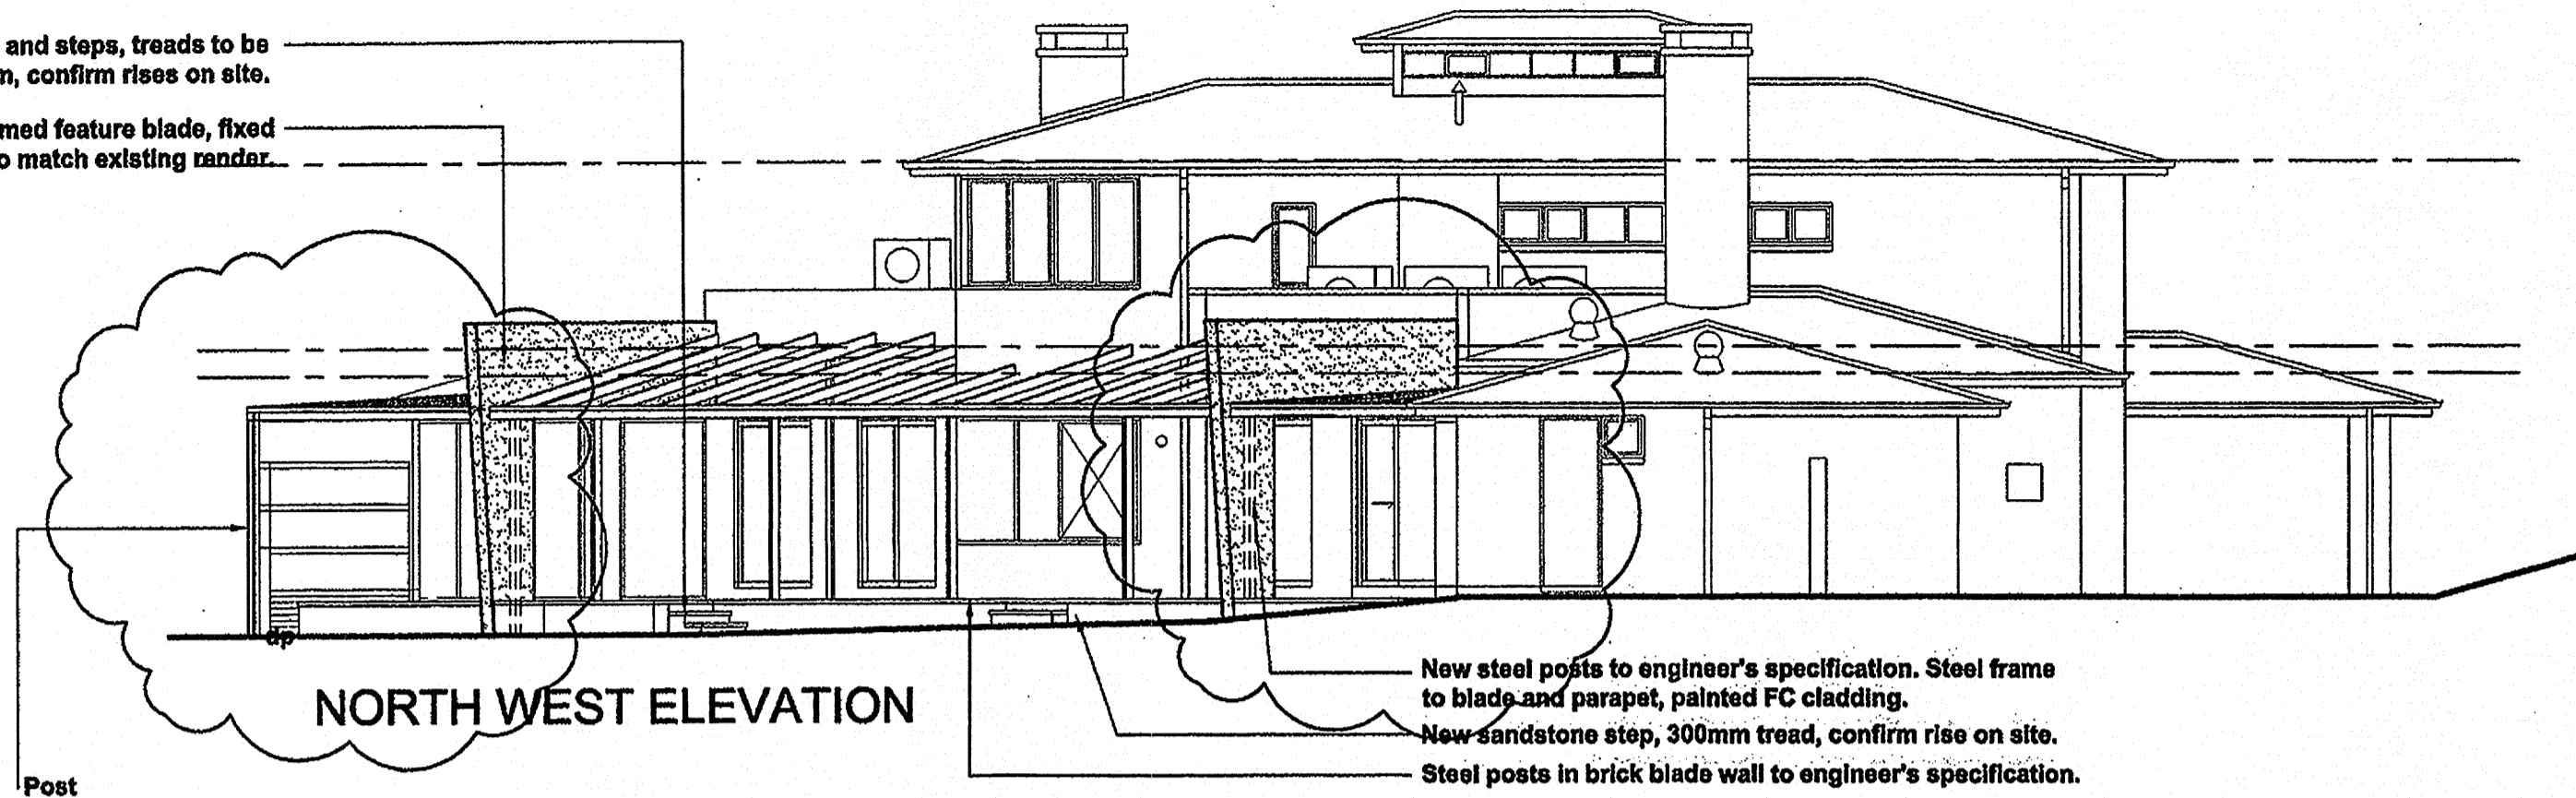 and steps, treads to be
confirm rises on site.
feature blade, fixed
match existing render.
dp
NORTH WEST ELEVATION
New steel posts to engineer's specification. Steel frame
to blade and parapet, painted FC cladding.
New sandstone step, 300mm tread, confirm rise on site.
Steel posts in brick blade wall to engineer's specification.
Post